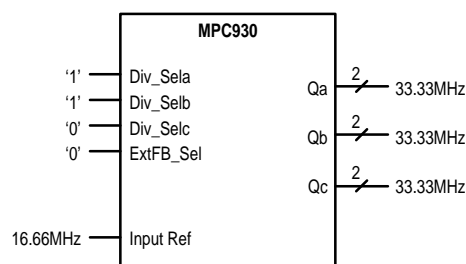 MPC930
‘1’ Div_Sela
‘1’ Div_Selb
‘0’ Div_Selc
‘0’ ExtFB_Sel
Qa 2 33.33MHz
Qb 2 33.33MHz
Qc 2 33.33MHz
16.66MHz Input Ref